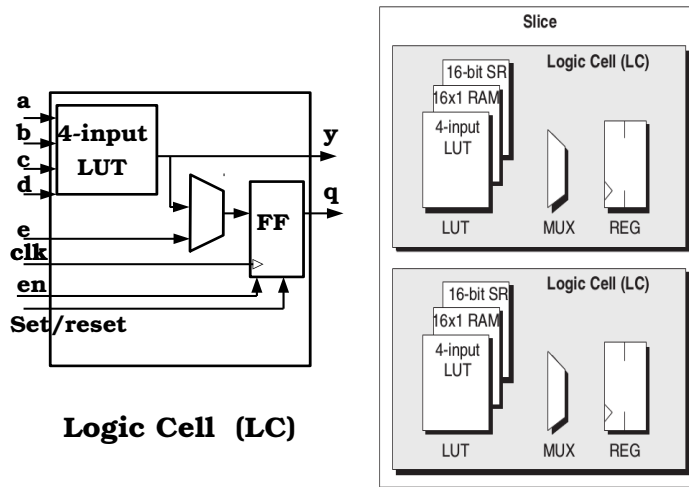 a
b
c
d
4-input
LUT
y
q
FF
e
clk
en
Set/reset
Logic Cell (LC)
Slice
Logic Cell (LC)
16-bit SR
16x1 RAM
4-input
LUT
LUT
MUX
REG
Logic Cell (LC)
16-bit SR
16x1 RAM
4-input
LUT
LUT
MUX
REG